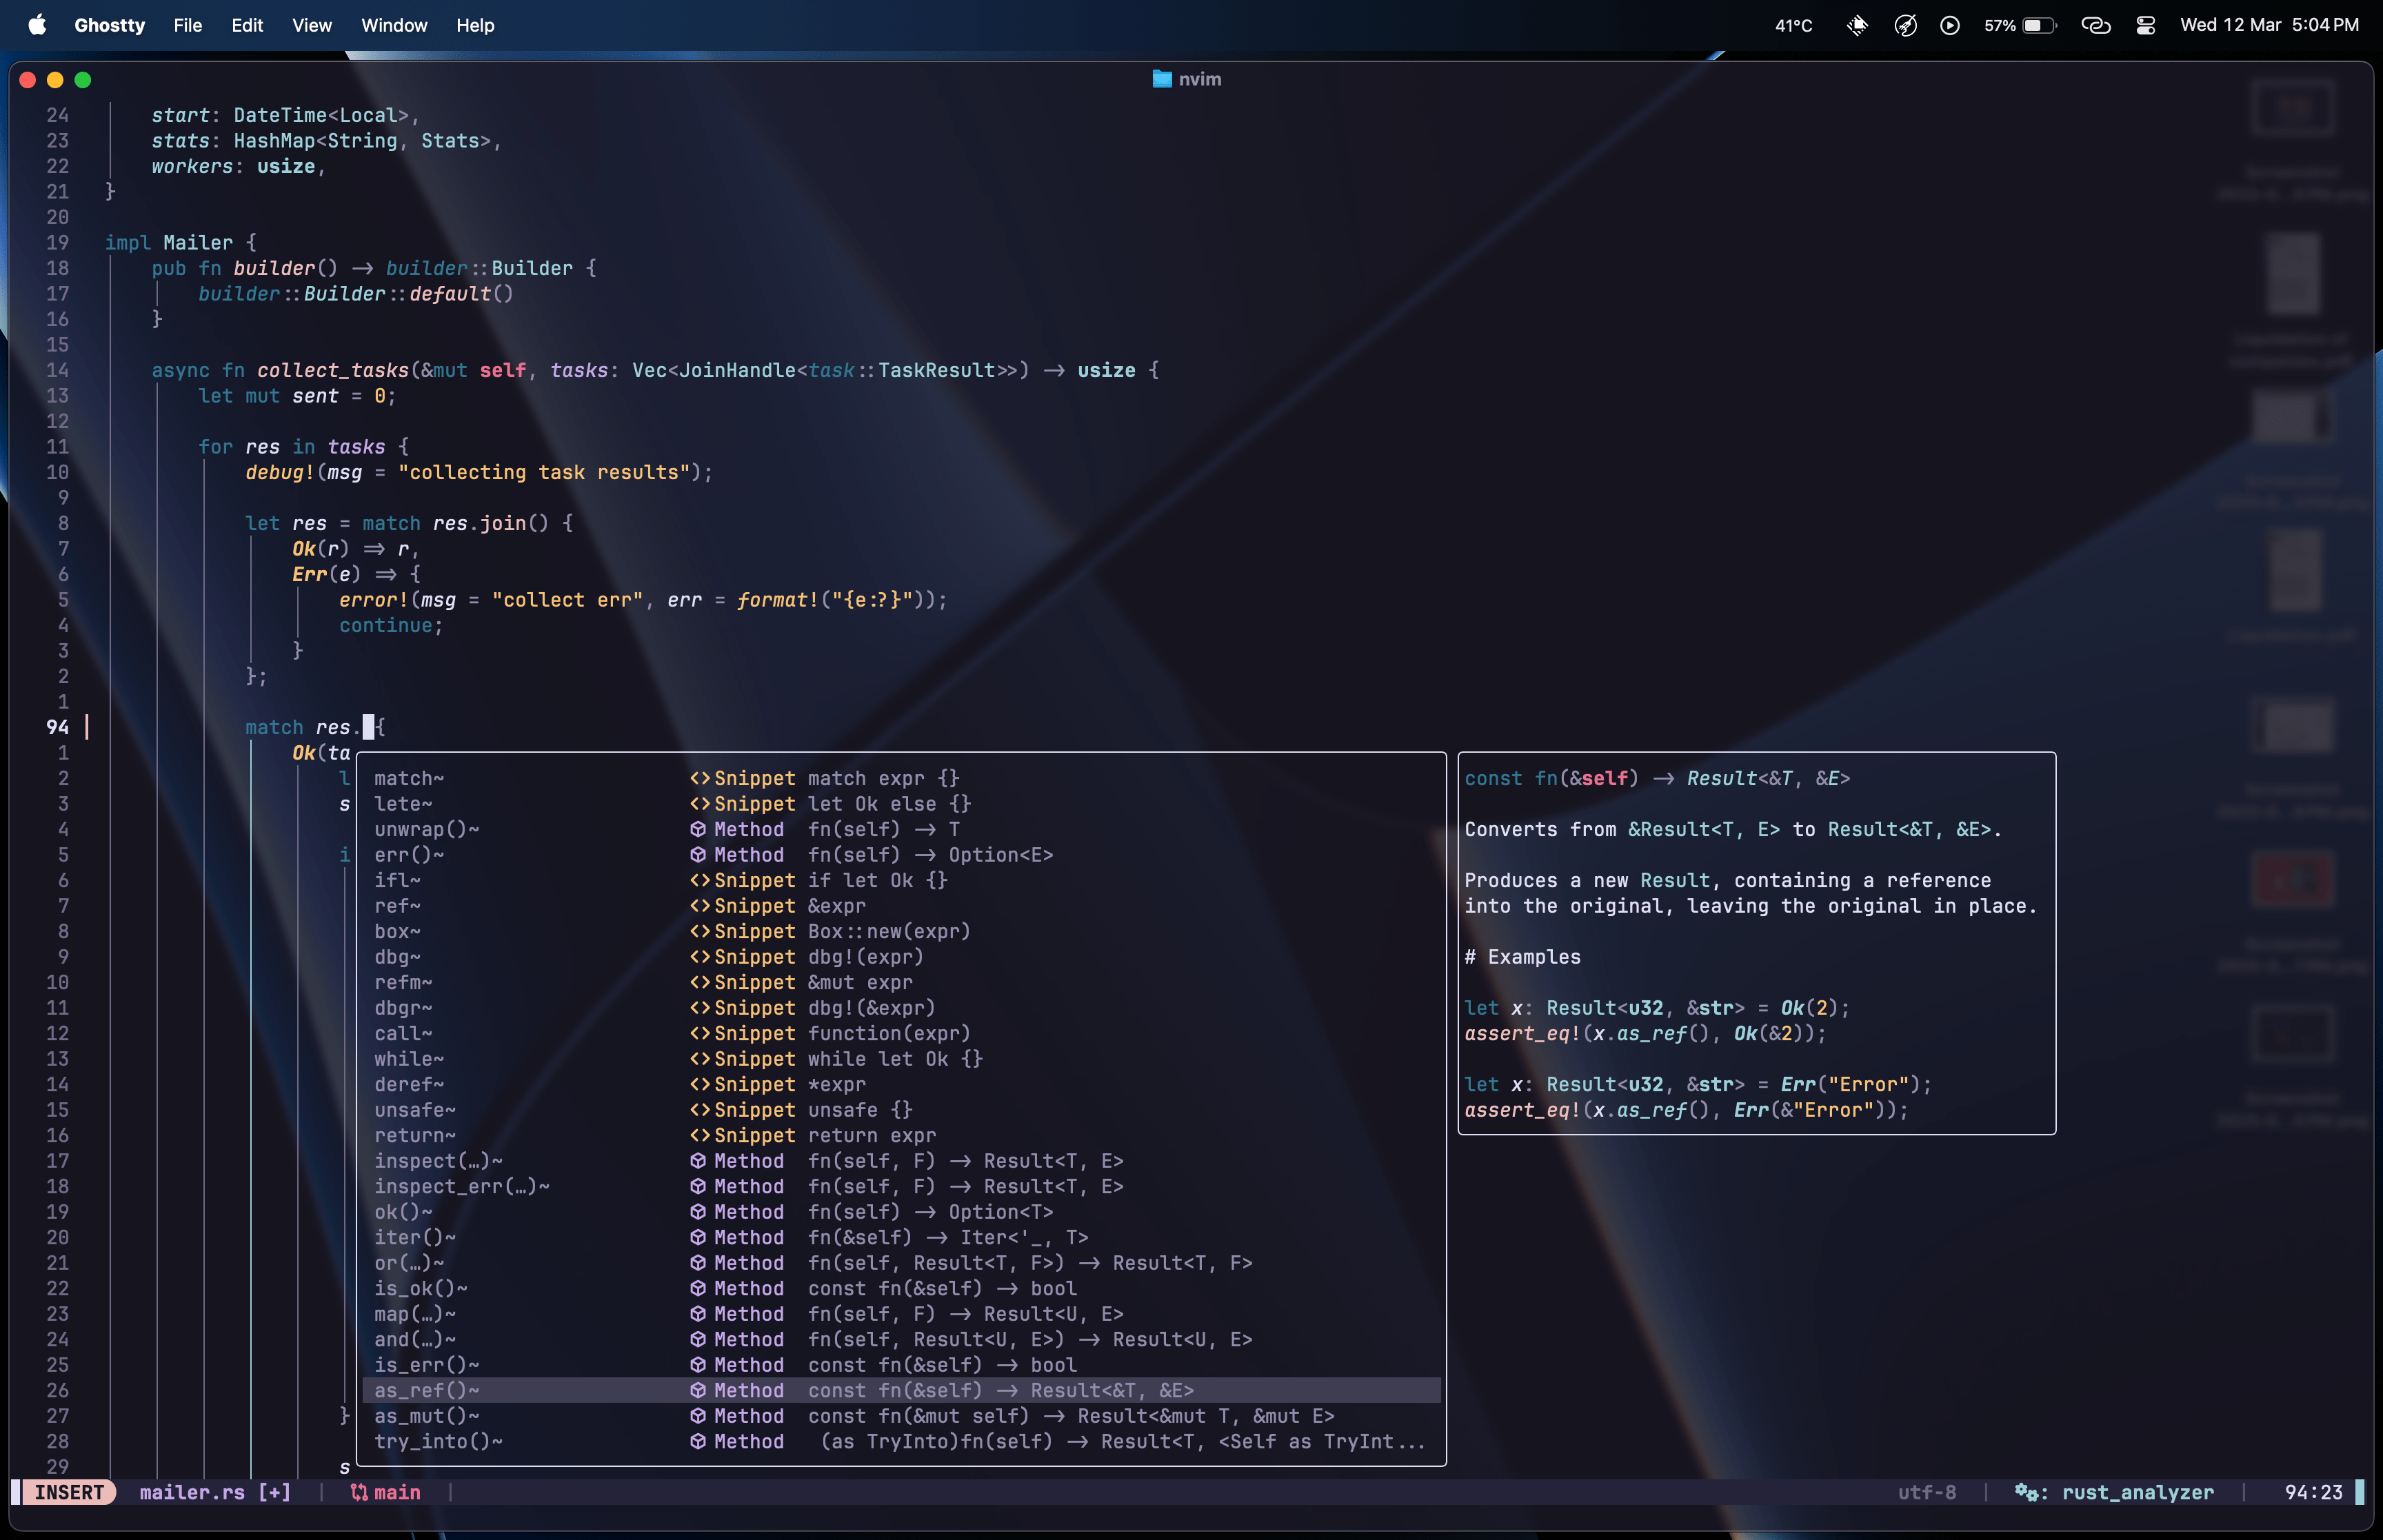 Ghostty File Edit View Window Help 41°C 57% Wed 12 Mar 5:04 PM
nvim
24 start: DateTime<Local>,
23 stats: HashMap<String, Stats>,
22 workers: usize,
21 }
20
19 impl Mailer {
18 pub fn builder() -> builder::Builder {
17 builder::Builder::default()
16 }
15
14 async fn collect_tasks(&mut self, tasks: Vec<JoinHandle<task::TaskResult>>) -> usize {
13 let mut sent = 0;
12
11 for res in tasks {
10 debug!(msg = "collecting task results");
9
8 let res = match res.join() {
7 Ok(r) => r,
6 Err(e) => {
5 error!(msg = "collect err", err = format!("{e:?}"));
4 continue;
3 }
2 };
1
94 match res. {
1 Ok(ta
2 l match~ <>Snippet match expr {}
3 s lete~ <>Snippet let Ok else {}
4 unwrap()~ Method fn(self) -> T
5 i err()~ Method fn(self) -> Option<E>
6 ifl~ <>Snippet if let Ok {}
7 ref~ <>Snippet &expr
8 box~ <>Snippet Box::new(expr)
9 dbg~ <>Snippet dbg!(expr)
10 refm~ <>Snippet &mut expr
11 dbgr~ <>Snippet dbg!(&expr)
12 call~ <>Snippet function(expr)
13 while~ <>Snippet while let Ok {}
14 deref~ <>Snippet *expr
15 unsafe~ <>Snippet unsafe {}
16 return~ <>Snippet return expr
17 inspect(…)~ Method fn(self, F) -> Result<T, E>
18 inspect_err(…)~ Method fn(self, F) -> Result<T, E>
19 ok()~ Method fn(self) -> Option<T>
20 iter()~ Method fn(&self) -> Iter<'_, T>
21 or(…)~ Method fn(self, Result<T, F>) -> Result<T, F>
22 is_ok()~ Method const fn(&self) -> bool
23 map(…)~ Method fn(self, F) -> Result<U, E>
24 and(…)~ Method fn(self, Result<U, E>) -> Result<U, E>
25 is_err()~ Method const fn(&self) -> bool
26 as_ref()~ Method const fn(&self) -> Result<&T, &E>
27 } as_mut()~ Method const fn(&mut self) -> Result<&mut T, &mut E>
28 try_into()~ Method (as TryInto)fn(self) -> Result<T, <Self as TryInt...
29 s
const fn(&self) -> Result<&T, &E>
Converts from &Result<T, E> to Result<&T, &E>.
Produces a new Result, containing a reference
into the original, leaving the original in place.
# Examples
let x: Result<u32, &str> = Ok(2);
assert_eq!(x.as_ref(), Ok(&2));
let x: Result<u32, &str> = Err("Error");
assert_eq!(x.as_ref(), Err(&"Error"));
INSERT mailer.rs [+] | main | utf-8 | : rust_analyzer | 94:23